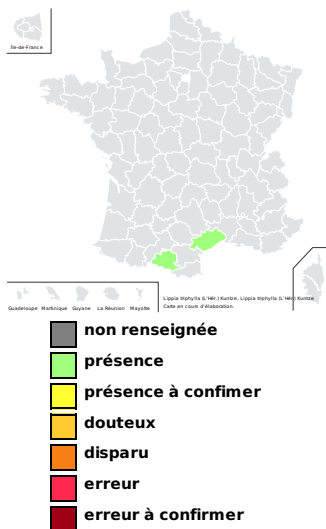 Île-de-France
Guadeloupe Martinique Guyane La Réunion Mayotte
Lippia triphylla (L'Hér.) Kuntze, Lippia triphylla (L'Hér.) Kuntze
Carte en cours d'élaboration.
non renseignée
présence
présence à confimer
douteux
disparu
erreur
erreur à confirmer